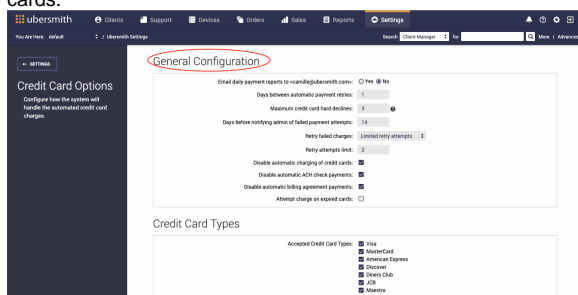 cards.
ubersmith Clients Support Devices Orders Sales Reports Settings
You Are Here: default / Ubersmith Settings Search Client Manager for More | Advanced
← SETTINGS
General Configuration
Credit Card Options
Configure how the system will
handle the automated credit card
charges.
Email daily payment reports to <camille@ubersmith.com>: Yes No
Days between automatic payment retries: 1
Maximum credit card hard declines: 3
Days before notifying admin of failed payment attempts: 14
Retry failed charges: Limited retry attempts
Retry attempts limit: 2
Disable automatic charging of credit cards:
Disable automatic ACH check payments:
Disable automatic billing agreement payments:
Attempt charge on expired cards:
Credit Card Types
Accepted Credit Card Types: Visa
MasterCard
American Express
Discover
Diners Club
JCB
Maestro